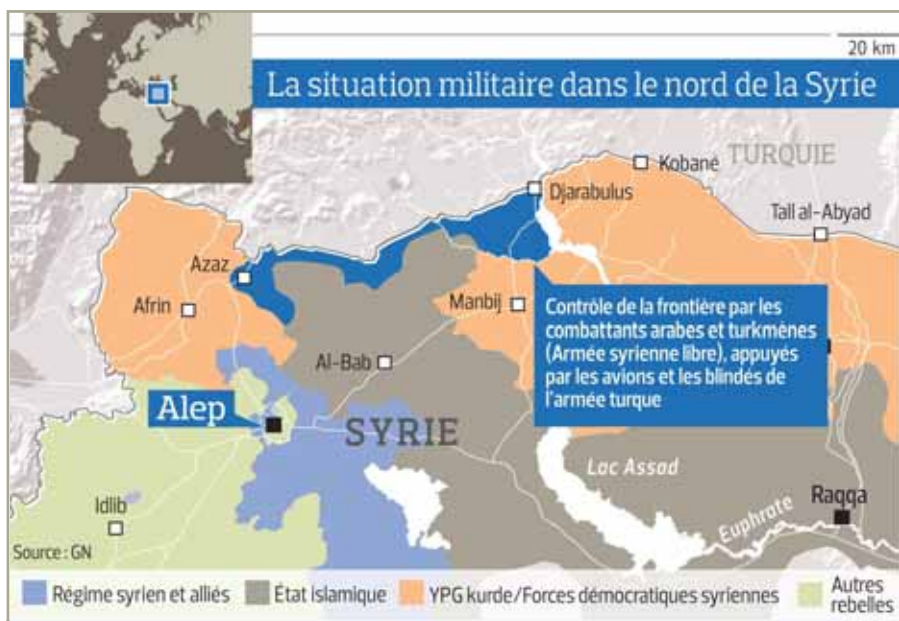 20 km
La situation militaire dans le nord de la Syrie
TURQUIE
Kobané
Djarabulus
Tall al-Abyad
Azaz
Afrin
Manbij
Contrôle de la frontière par les
combattants arabes et turkmènes
(Armée syrienne libre), appuyés
par les avions et les blindés de
l'armée turque
Al-Bab
Alep
SYRIE
Lac Assad
Raqqa
Euphrate
Idlib
Source : GN
Régime syrien et alliés
État islamique
YPG kurde/Forces démocratiques syriennes
Autres
rebelles